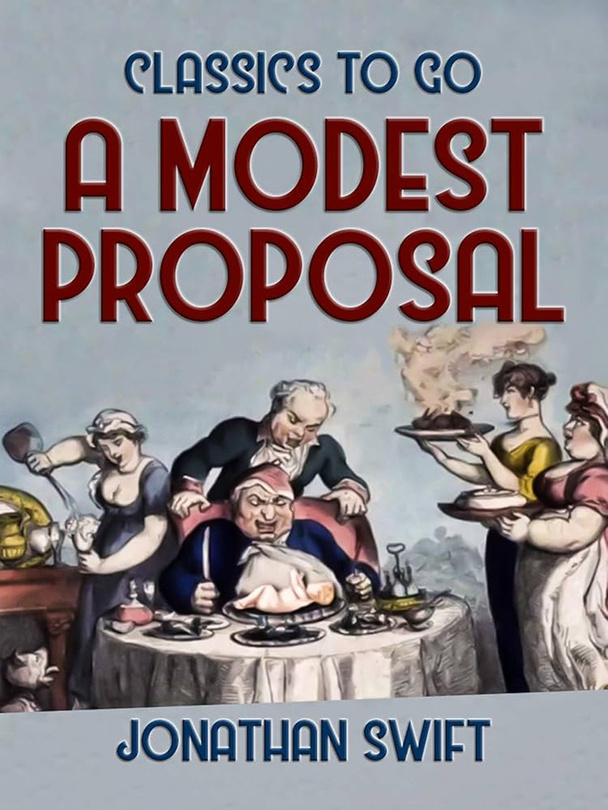 CLASSICS TO GO
A MODEST
PROPOSAL
JONATHAN SWIFT